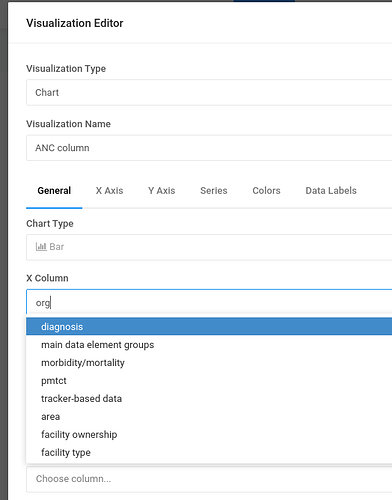 Visualization Editor
Visualization Type
Chart
Visualization Name
ANC column
General X Axis Y Axis Series Colors Data Labels
Chart Type
Bar
X Column
org
diagnosis
main data element groups
morbidity/mortality
pmtct
tracker-based data
area
facility ownership
facility type
Choose column...